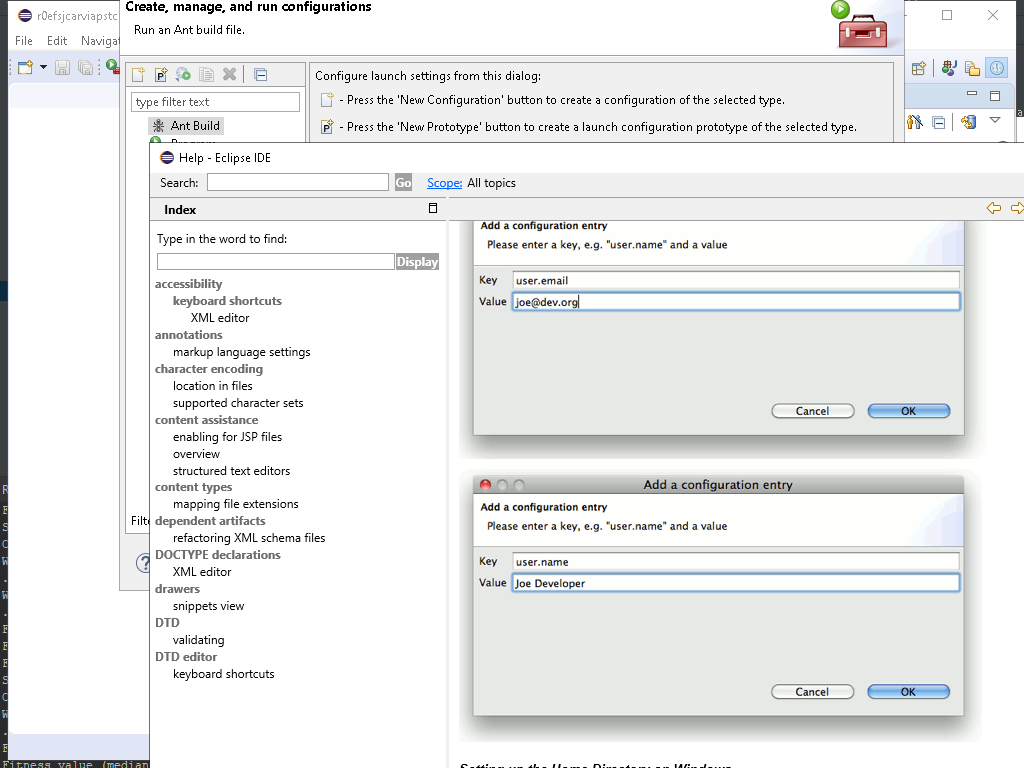 r0efsjcarviapstc
File Edit Navigat
Create, manage, and run configurations
Run an Ant build file.
type filter text
Ant Build
Configure launch settings from this dialog:
- Press the 'New Configuration' button to create a configuration of the selected type.
- Press the 'New Prototype' button to create a launch configuration prototype of the selected type.
Help - Eclipse IDE
Search:
Go
Scope: All topics
Index
Type in the word to find:
Display
accessibility
keyboard shortcuts
XML editor
annotations
markup language settings
character encoding
location in files
supported character sets
content assistance
enabling for JSP files
overview
structured text editors
content types
mapping file extensions
dependent artifacts
refactoring XML schema files
DOCTYPE declarations
XML editor
drawers
snippets view
DTD
validating
DTD editor
keyboard shortcuts
Filte
Add a configuration entry
Please enter a key, e.g. "user.name" and a value
Key user.email
Value joe@dev.org
Cancel OK
Add a configuration entry
Add a configuration entry
Please enter a key, e.g. "user.name" and a value
Key user.name
Value Joe Developer
Cancel OK
Setting up the Home Directory on Windows
Fitness value (median